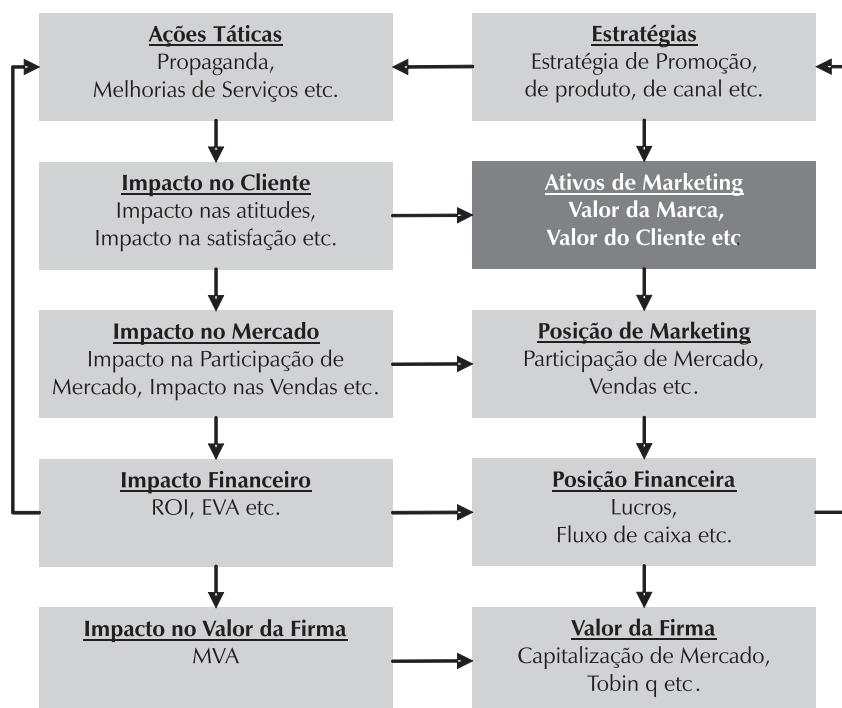 Ações Táticas
Propaganda,
Melhorias de Serviços etc.
Estratégias
Estratégia de Promoção,
de produto, de canal etc.
Impacto no Cliente
Impacto nas atitudes,
Impacto na satisfação etc.
Ativos de Marketing
Valor da Marca,
Valor do Cliente etc.
Impacto no Mercado
Impacto na Participação de
Mercado, Impacto nas Vendas etc.
Posição de Marketing
Participação de Mercado,
Vendas etc.
Impacto Financeiro
ROI, EVA etc.
Posição Financeira
Lucros,
Fluxo de caixa etc.
Impacto no Valor da Firma
MVA
Valor da Firma
Capitalização de Mercado,
Tobin q etc.